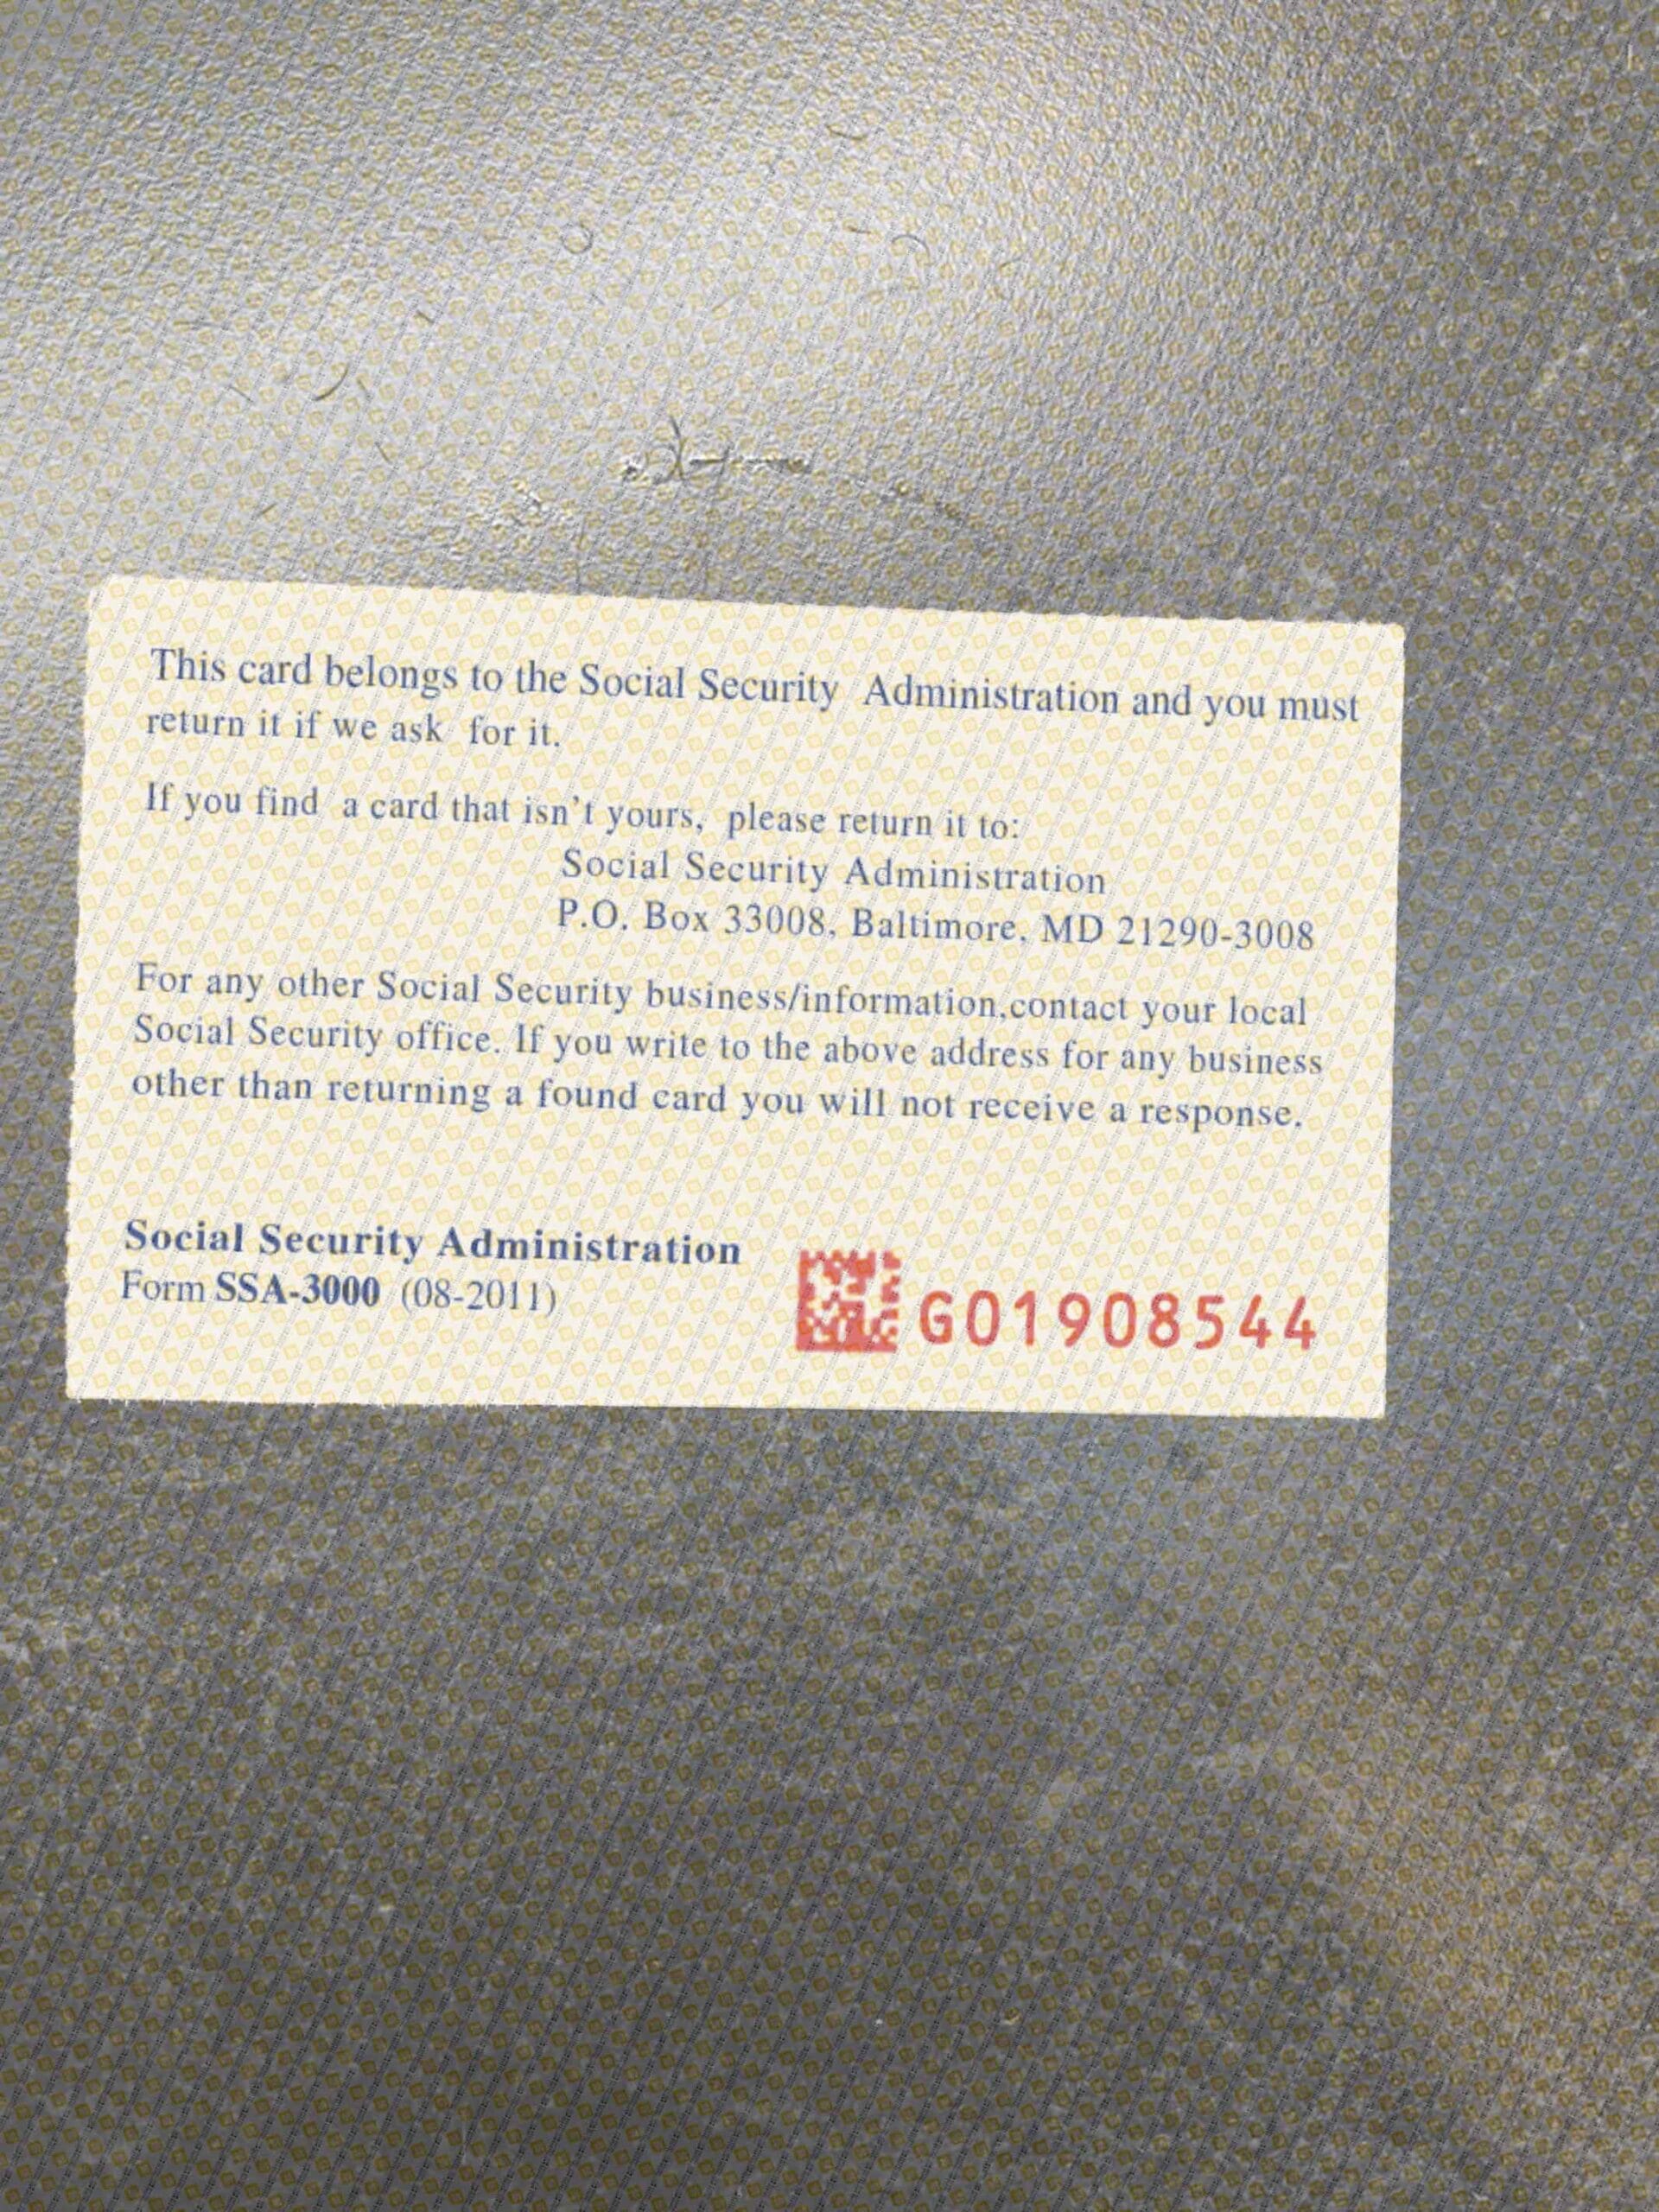 This card belongs to the Social Security Administration and you must
return it if we ask for it.
If you find a card that isn't yours, please return it to:
Social Security Administration
P.O. Box 33008, Baltimore, MD 21290-3008
For any other Social Security business/information,contact your local
Social Security office. If you write to the above address for any business
other than returning a found card you will not receive a response.
Social Security Administration
Form SSA-3000 (08-2011)
G01908544